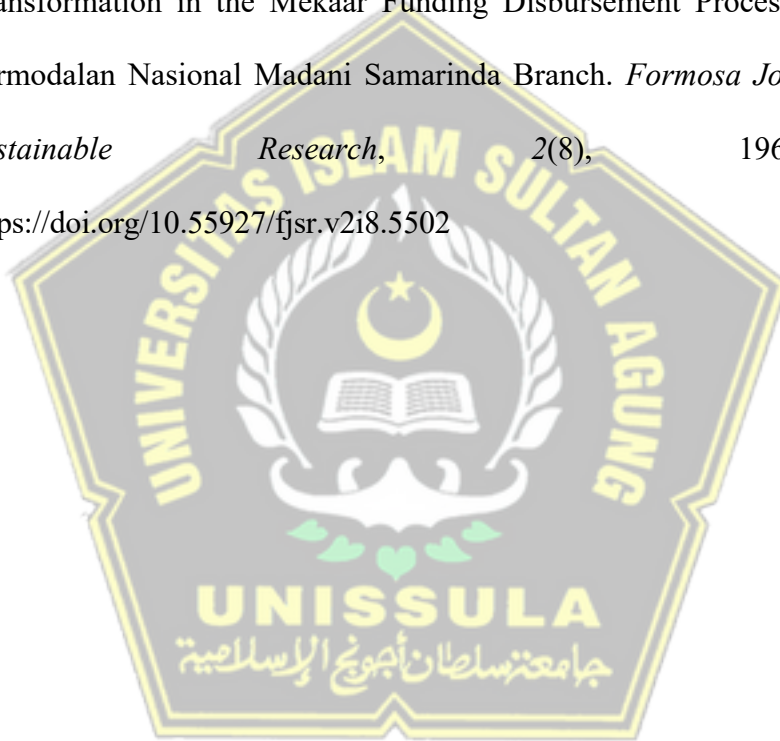 ansformation in the Mekaar Funding Disbursement Proces
rmodalan Nasional Madani Samarinda Branch. Formosa Jo
stainable Research, 2(8), 196
ps://doi.org/10.55927/fjsr.v2i8.5502
UNIVERSITAS ISLAM SULTAN AGUNG
UNISSULA
جامعة سلطان أجونج الإسلامية